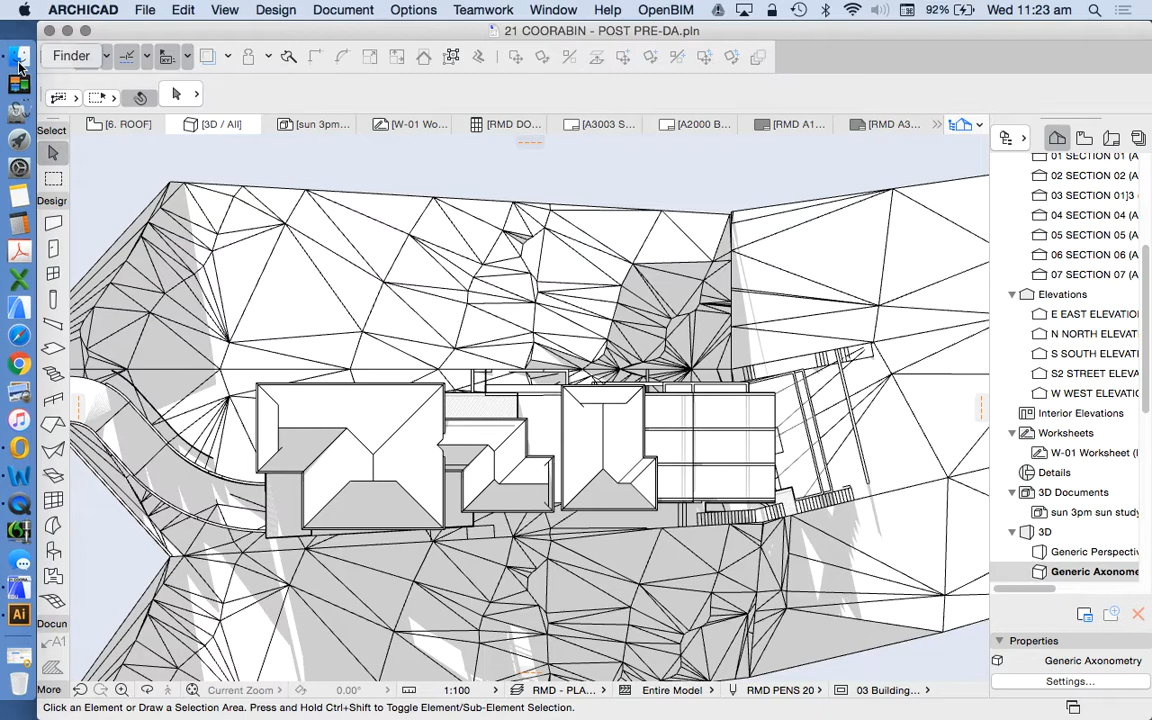 ARCHICAD File Edit View Design Document Options Teamwork Window Help OpenBIM 92% Wed 11:23 am
21 COORABIN - POST PRE-DA.pln
Finder
Select [6. ROOF] [3D / All] [sun 3pm... [W-01 Wo... [RMD DO... [A3003 S... [A2000 B... [RMD A1... [RMD A3...
Design
01 SECTION 01 (A
02 SECTION 02 (A
03 SECTION 01]3
04 SECTION 04 (A
05 SECTION 05 (A
06 SECTION 06 (A
07 SECTION 07 (A
Elevations
E EAST ELEVATIO
N NORTH ELEVAT
S SOUTH ELEVATI
S2 STREET ELEVA
W WEST ELEVATIO
Interior Elevations
Worksheets
W-01 Worksheet (I
Details
3D Documents
sun 3pm sun study
3D
Generic Perspectiv
Generic Axonome
Docum
A1
Properties
Generic Axonometry
Settings...
More Current Zoom 0.00° 1:100 RMD - PLA... Entire Model RMD PENS 20 03 Building...
Click an Element or Draw a Selection Area. Press and Hold Ctrl+Shift to Toggle Element/Sub-Element Selection.
Ai